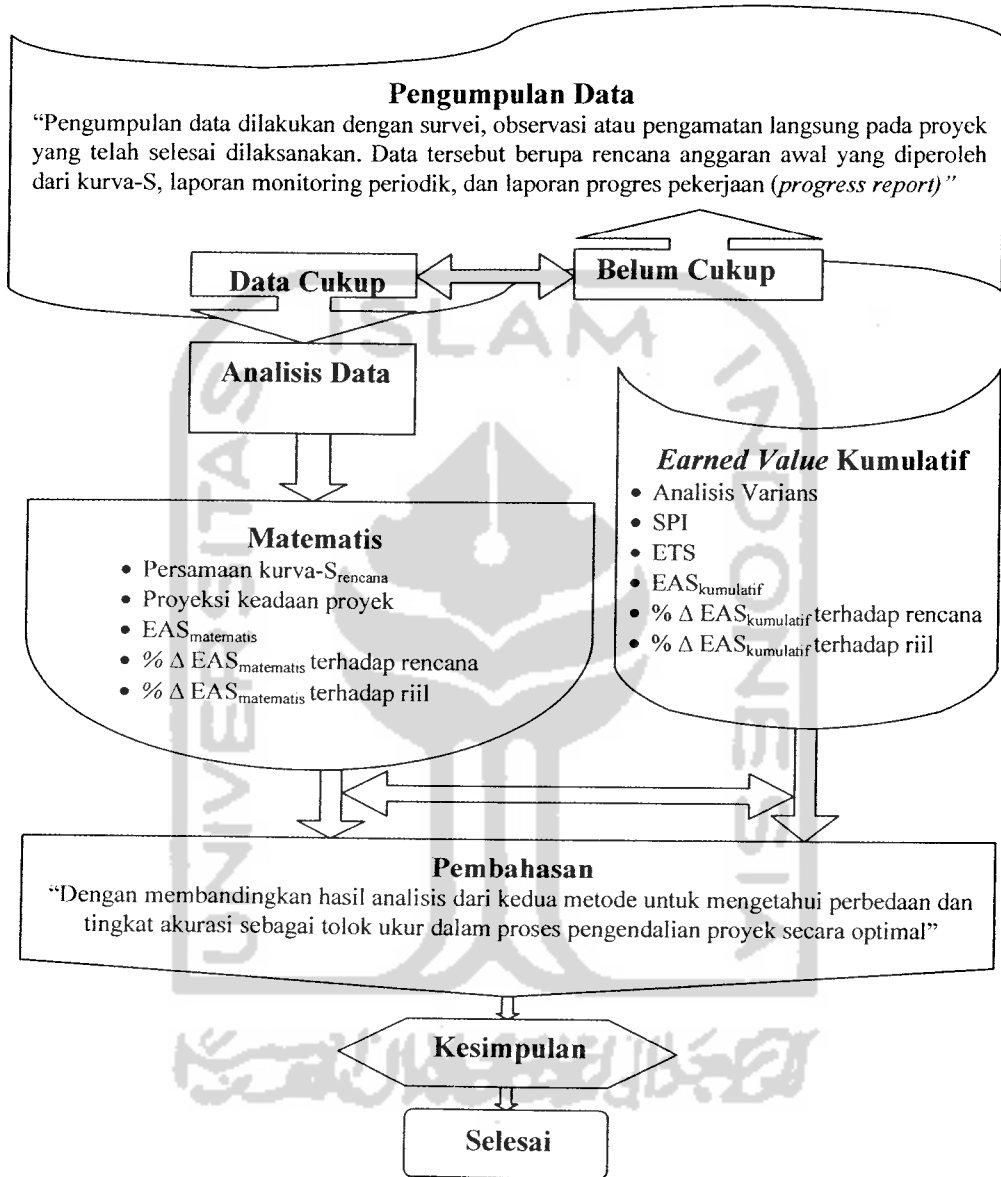 Pengumpulan Data
“Pengumpulan data dilakukan dengan survei, observasi atau pengamatan langsung pada proyek
yang telah selesai dilaksanakan. Data tersebut berupa rencana anggaran awal yang diperoleh
dari kurva-S, laporan monitoring periodik, dan laporan progres pekerjaan (progress report)”
Data Cukup
Belum Cukup
Analisis Data
Matematis
• Persamaan kurva-Srencana
• Proyeksi keadaan proyek
• EASmatematis
• % Δ EASmatematis terhadap rencana
• % Δ EASmatematis terhadap riil
Earned Value Kumulatif
• Analisis Varians
• SPI
• ETS
• EASkumulatif
• % Δ EASkumulatif terhadap rencana
• % Δ EASkumulatif terhadap riil
Pembahasan
“Dengan membandingkan hasil analisis dari kedua metode untuk mengetahui perbedaan dan
tingkat akurasi sebagai tolok ukur dalam proses pengendalian proyek secara optimal”
Kesimpulan
Selesai
UNIVERSITAS
ISLAM
INDONESIA